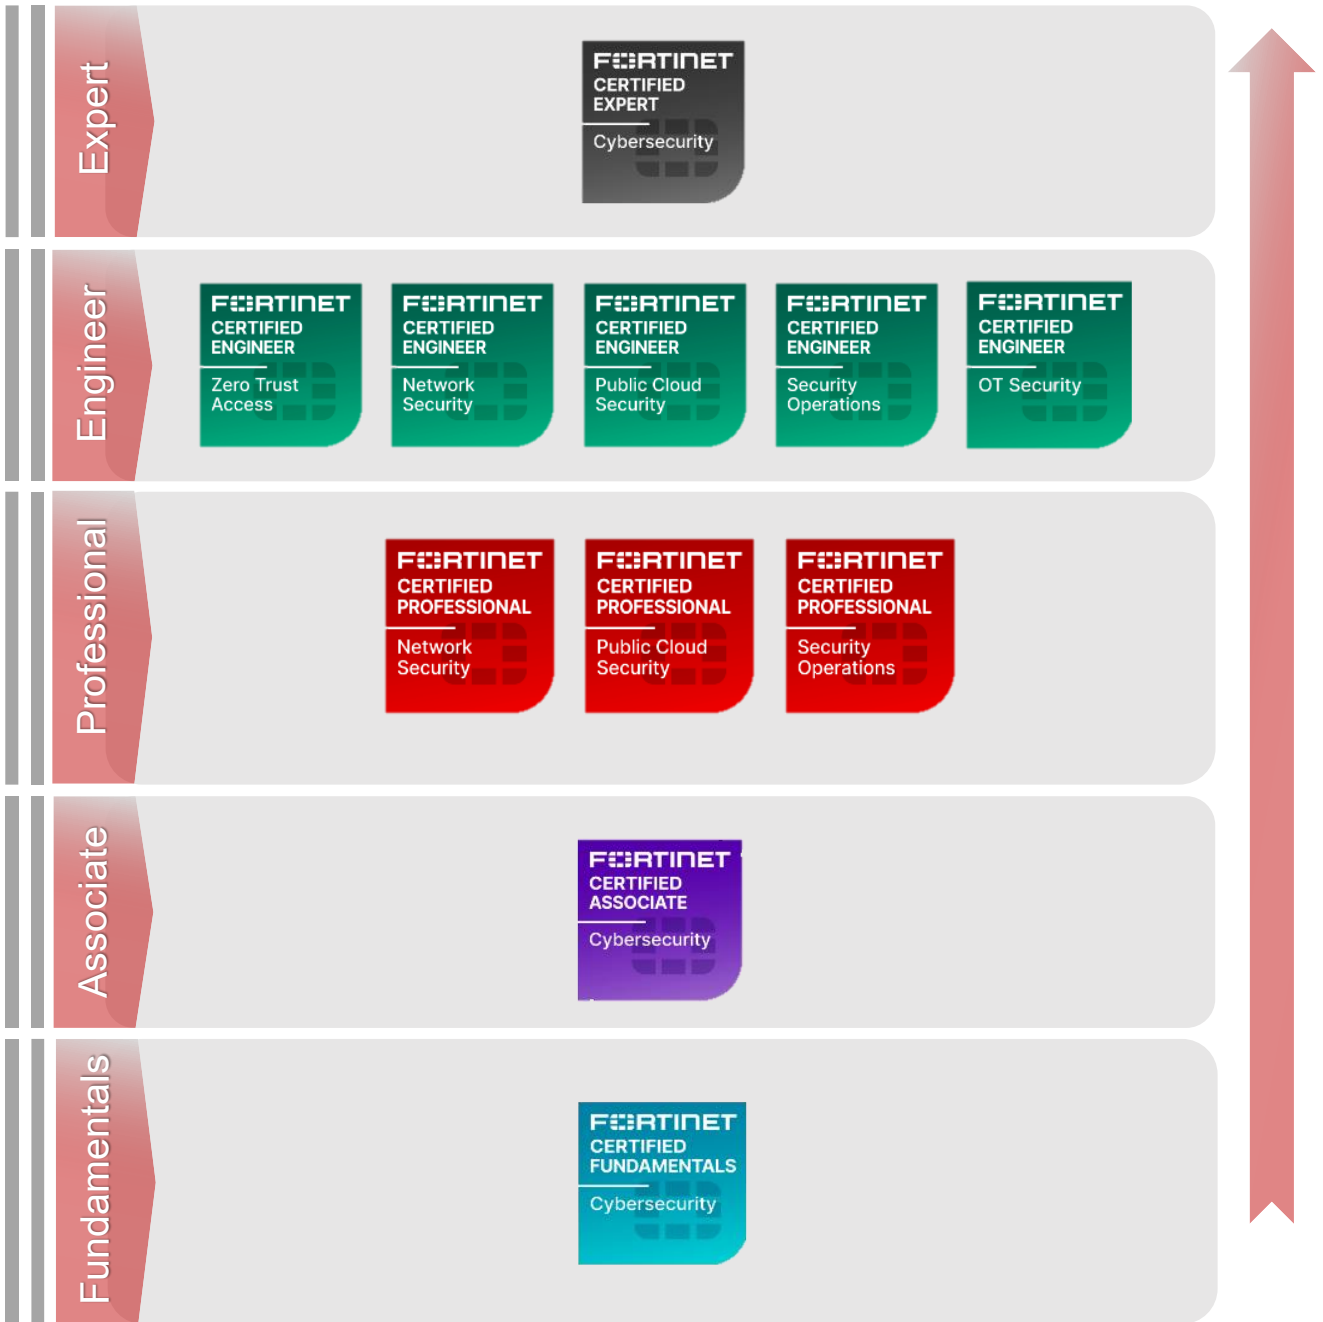 Expert
FORTINET
CERTIFIED
EXPERT
Cybersecurity
Engineer
FORTINET
CERTIFIED
ENGINEER
Zero Trust
Access
FORTINET
CERTIFIED
ENGINEER
Network
Security
FORTINET
CERTIFIED
ENGINEER
Public Cloud
Security
FORTINET
CERTIFIED
ENGINEER
Security
Operations
FORTINET
CERTIFIED
ENGINEER
OT Security
Professional
FORTINET
CERTIFIED
PROFESSIONAL
Network
Security
FORTINET
CERTIFIED
PROFESSIONAL
Public Cloud
Security
FORTINET
CERTIFIED
PROFESSIONAL
Security
Operations
Associate
FORTINET
CERTIFIED
ASSOCIATE
Cybersecurity
Fundamentals
FORTINET
CERTIFIED
FUNDAMENTALS
Cybersecurity